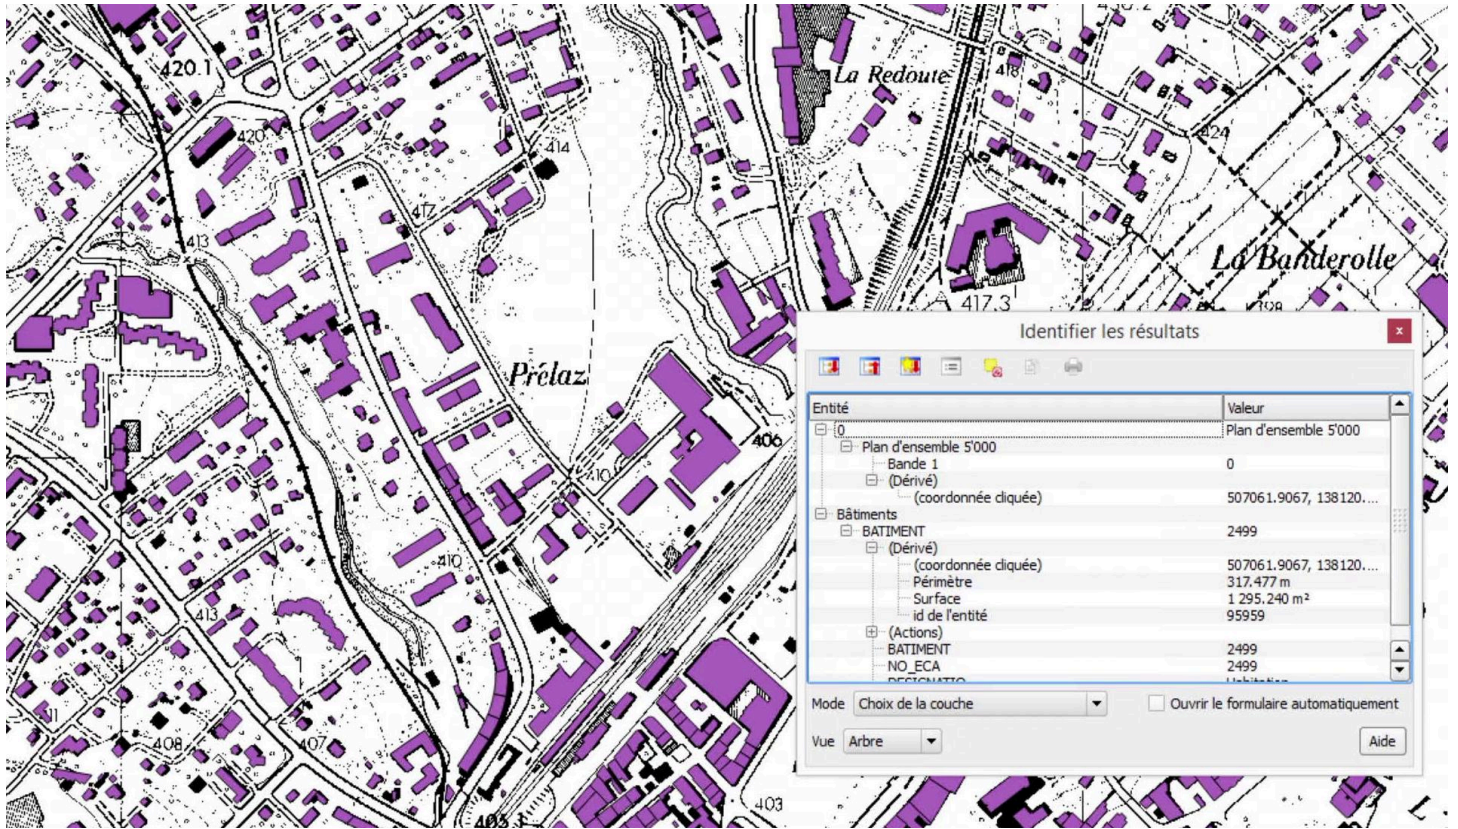 420.1
La Redoute
418
420
414
424
417
413
La Banderolle
417.3
Prélaz
406
410
410
413
408
407
403
405.1
Identifier les résultats
x
Entité Valeur
0 Plan d'ensemble 5'000
Plan d'ensemble 5'000
Bande 1 0
(Dérivé)
(coordonnée cliquée) 507061.9067, 138120....
Bâtiments
BATIMENT 2499
(Dérivé)
(coordonnée cliquée) 507061.9067, 138120....
Périmètre 317.477 m
Surface 1 295.240 m²
id de l'entité 95959
(Actions)
BATIMENT 2499
NO_ECA 2499
DESIGNATIO Habitation
Mode Choix de la couche Ouvrir le formulaire automatiquement
Vue Arbre Aide